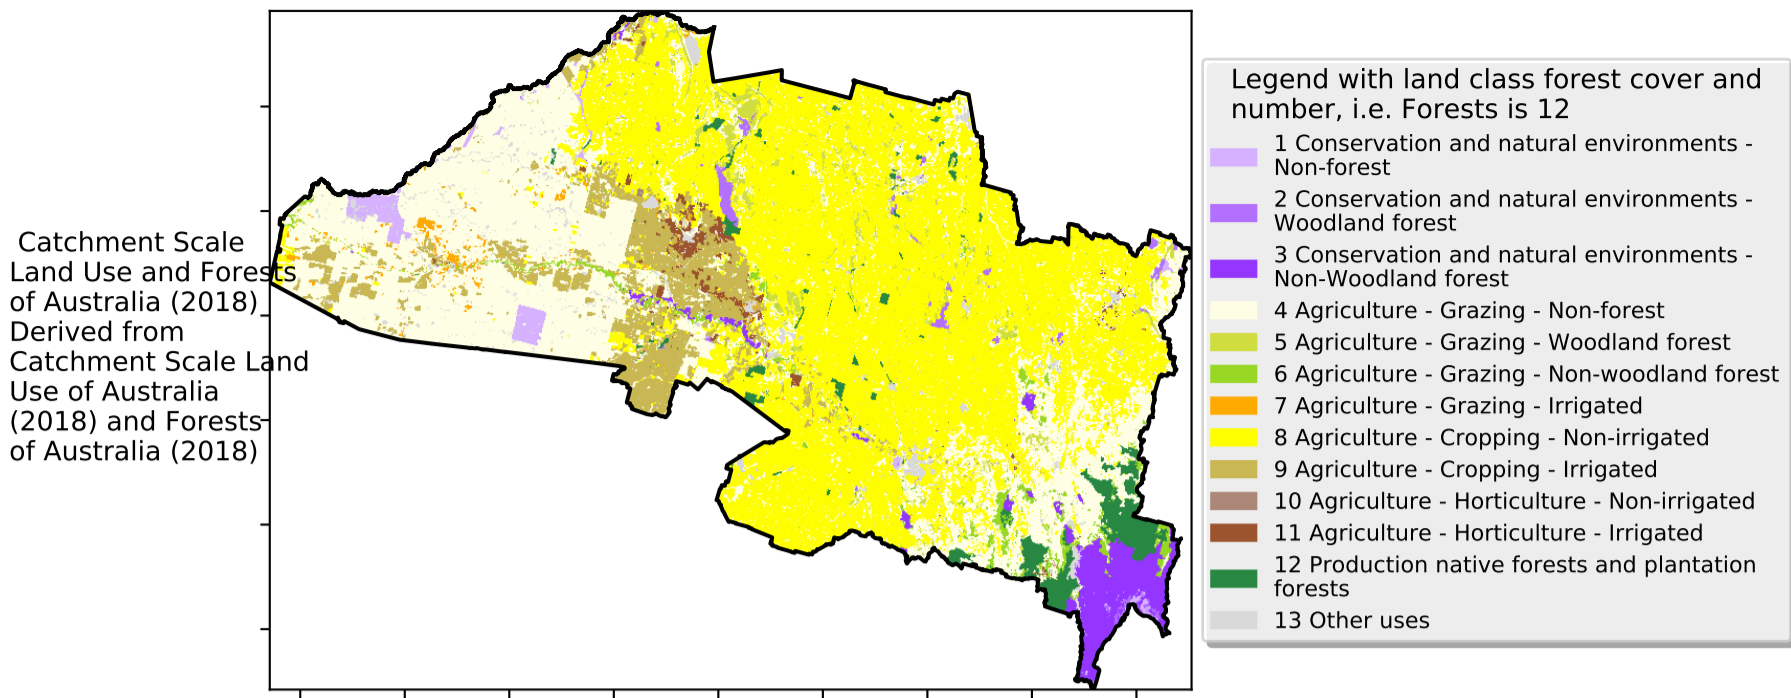 Catchment Scale
Land Use and Forests
of Australia (2018)
Derived from
Catchment Scale Land
Use of Australia
(2018) and Forests
of Australia (2018)
Legend with land class forest cover and
number, i.e. Forests is 12
1 Conservation and natural environments -
Non-forest
2 Conservation and natural environments -
Woodland forest
3 Conservation and natural environments -
Non-Woodland forest
4 Agriculture - Grazing - Non-forest
5 Agriculture - Grazing - Woodland forest
6 Agriculture - Grazing - Non-woodland forest
7 Agriculture - Grazing - Irrigated
8 Agriculture - Cropping - Non-irrigated
9 Agriculture - Cropping - Irrigated
10 Agriculture - Horticulture - Non-irrigated
11 Agriculture - Horticulture - Irrigated
12 Production native forests and plantation
forests
13 Other uses